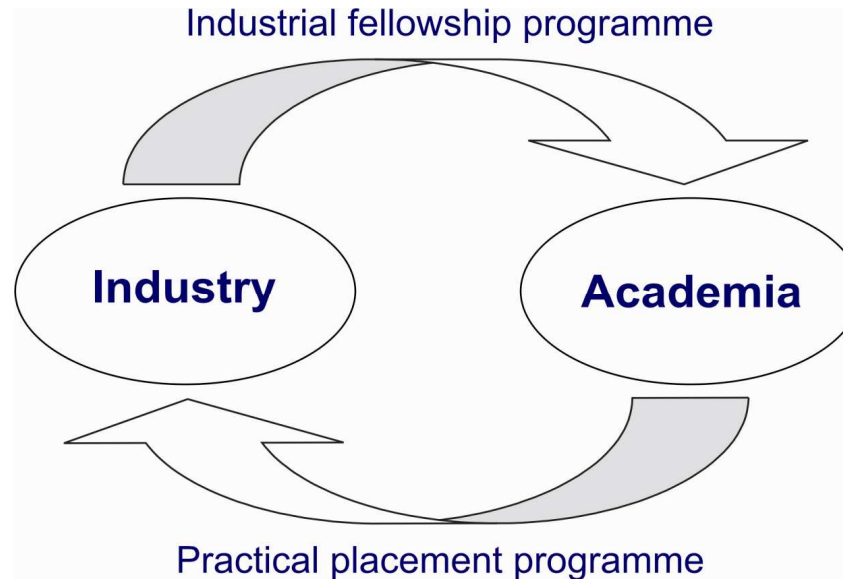 Industrial fellowship programme
Industry
Academia
Practical placement programme